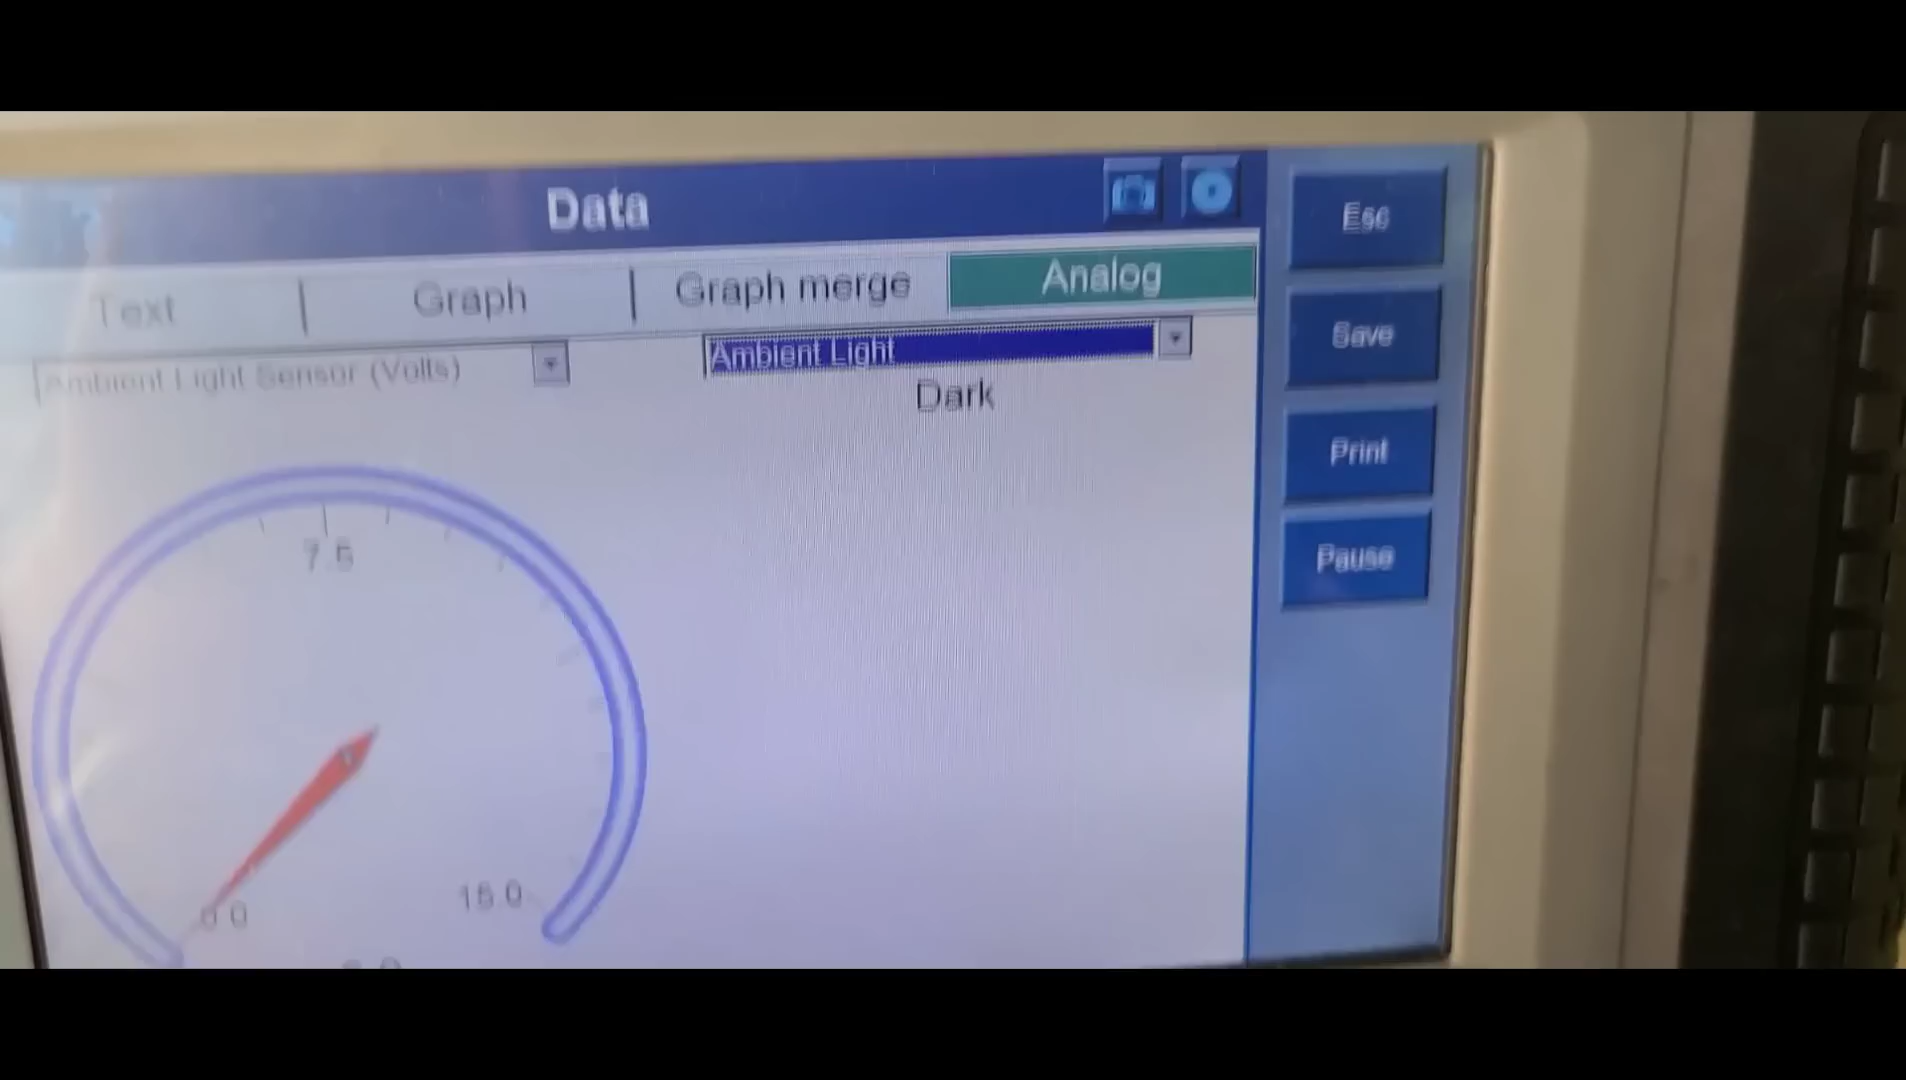 Data
Esc
Text | Graph | Graph merge Analog
Ambient Light Sensor (Volts)
Ambient Light
Dark
Save
Print
Pause
7.5
0.0
15.0